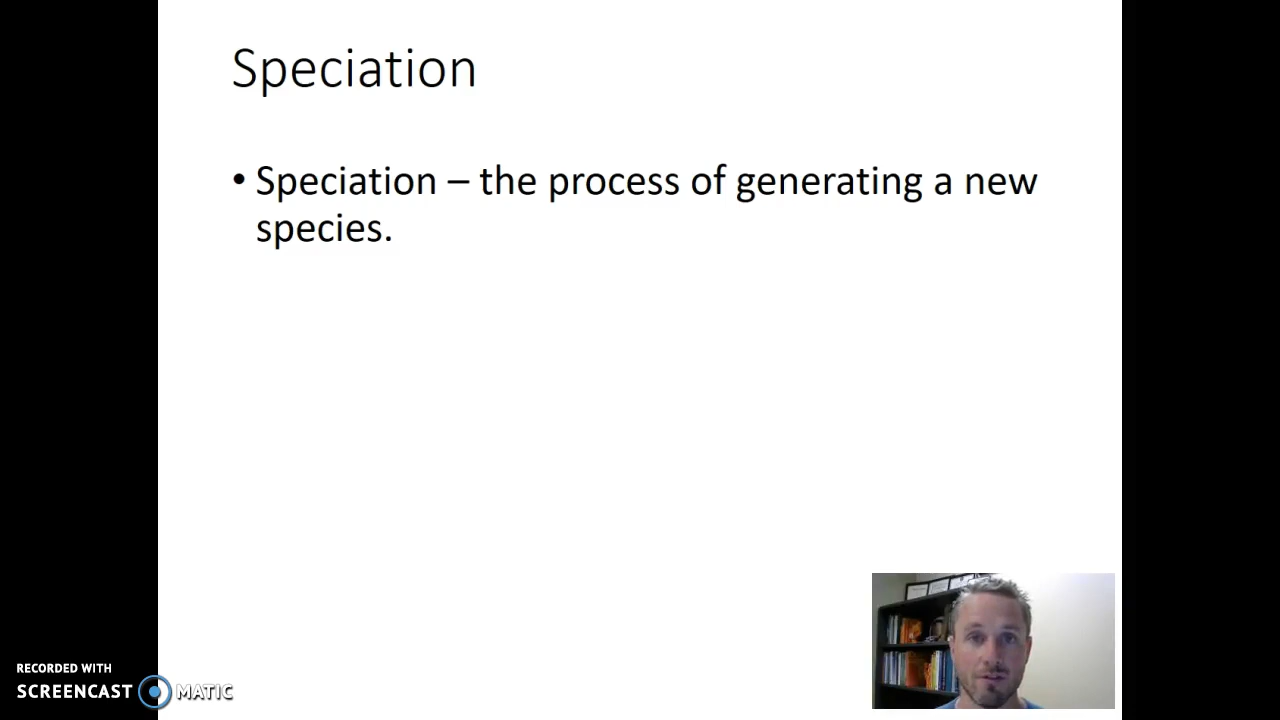 Speciation
• Speciation – the process of generating a new
species.
RECORDED WITH
SCREENCAST MATIC